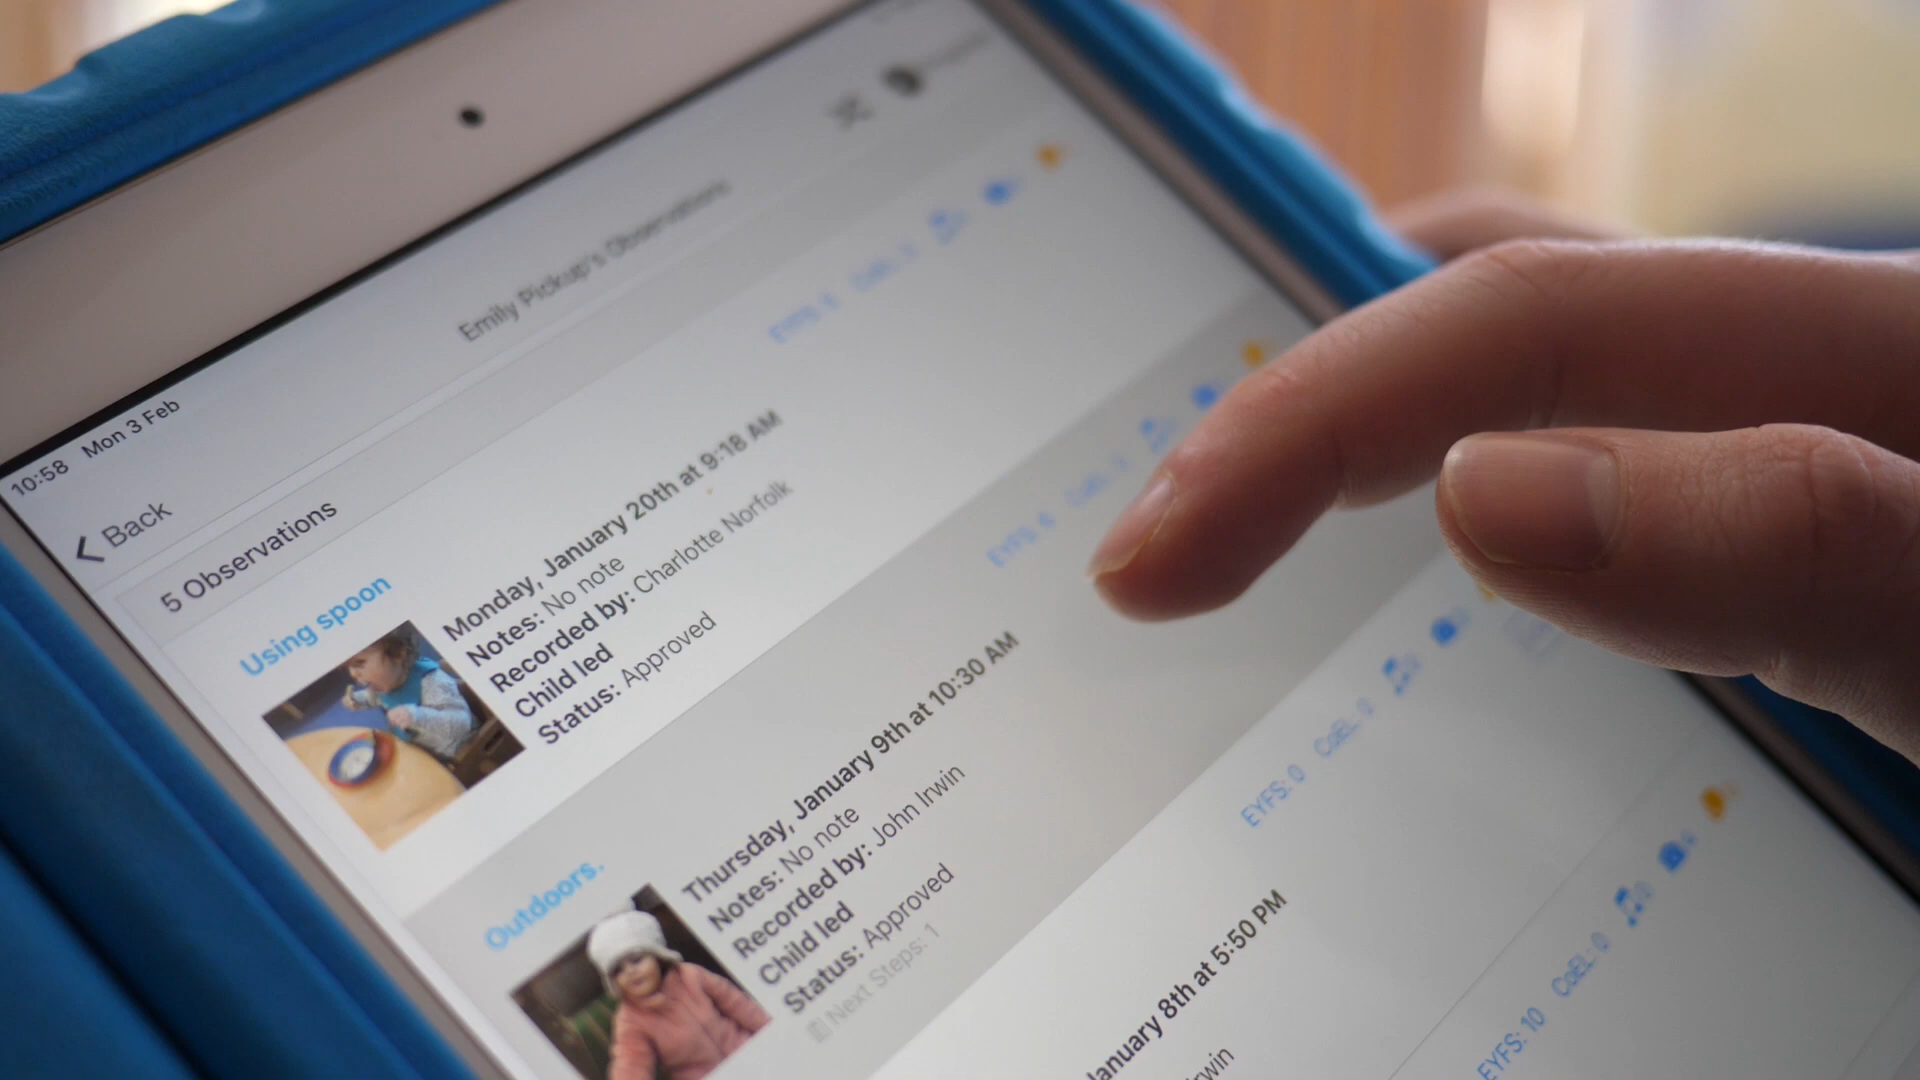 10:58 Mon 3 Feb
Back
Emily Pickup's Observations
5 Observations
Using spoon
Monday, January 20th at 9:18 AM
Notes: No note
Recorded by: Charlotte Norfolk
Child led
Status: Approved
Outdoors.
Thursday, January 9th at 10:30 AM
Notes: No note
Recorded by: John Irwin
Child led
Status: Approved
Next Steps: 1
EYFS: 0 CoEL: 0
January 8th at 5:50 PM
EYFS: 10 CoEL: 0